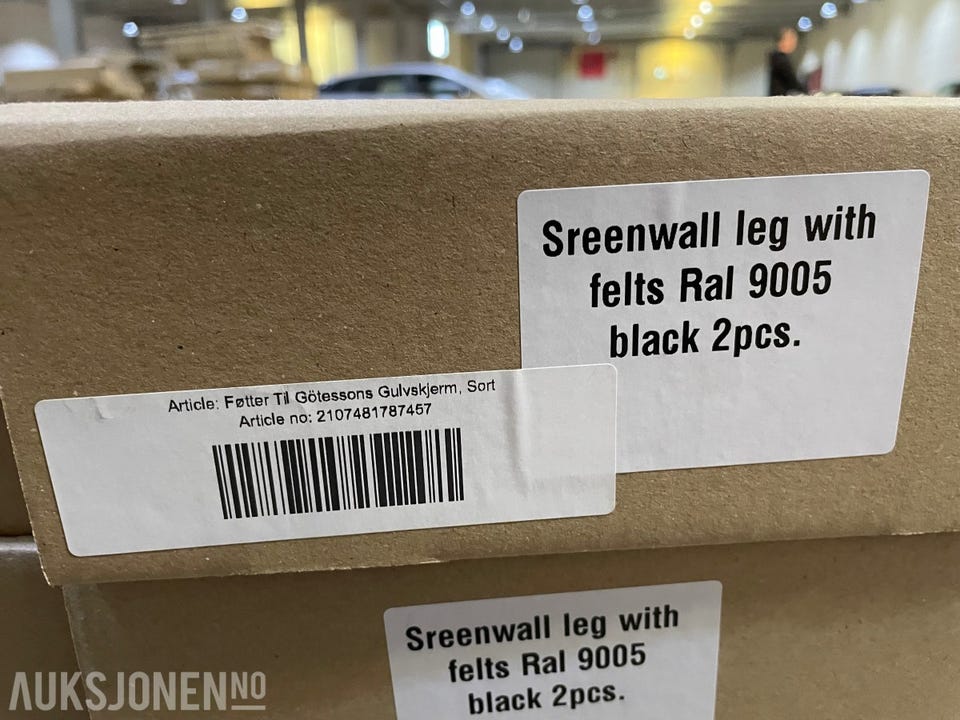 Sreenwall leg with
felts Ral 9005
black 2pcs.
Article: Føtter Til Götessons Gulvskjerm, Sort
Article no: 2107481787457
Sreenwall leg with
felts Ral 9005
black 2pcs.
AUKSJONEN NO